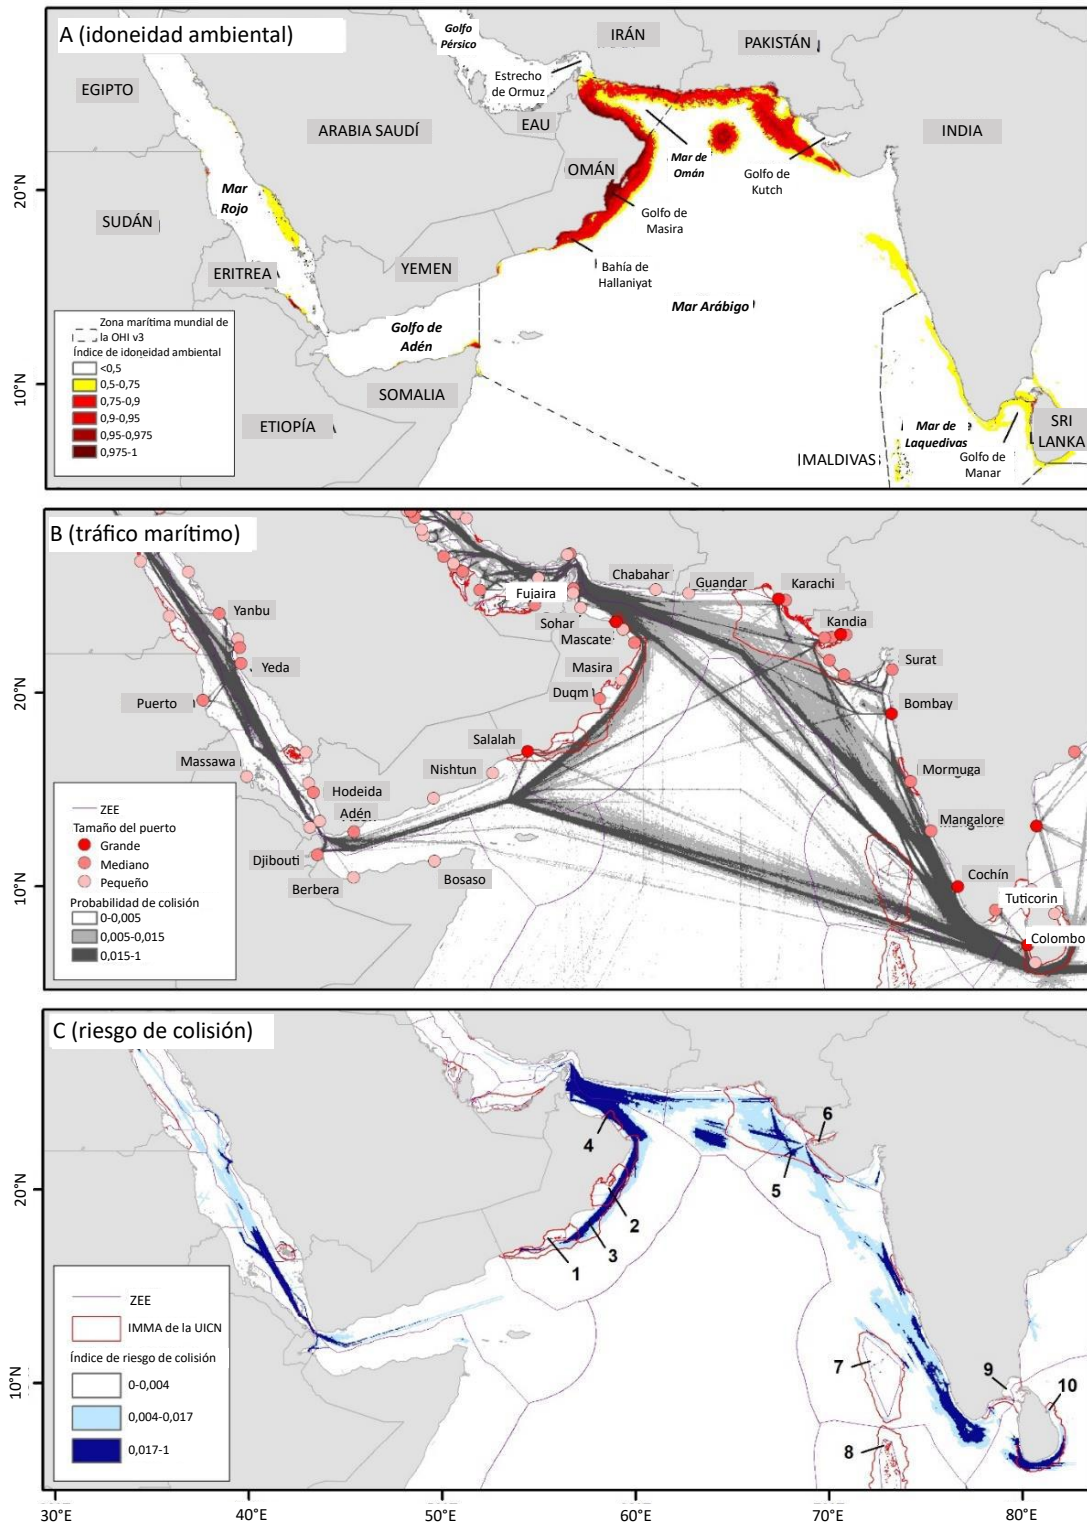 A (idoneidad ambiental)
Golfo
Pérsico
IRÁN
PAKISTÁN
EGIPTO
Estrecho
de Ormuz
ARABIA SAUDÍ
EAU
INDIA
OMÁN
Mar de
Omán
Golfo de
Kutch
20°N
Mar
Rojo
SUDÁN
Golfo de
Masira
ERITREA
YEMEN
Bahía de
Hallaniyat
Mar Arábigo
Golfo de
Adén
Zona marítima mundial de
la OHI v3
Índice de idoneidad ambiental
<0,5
0,5-0,75
0,75-0,9
0,9-0,95
0,95-0,975
0,975-1
10°N
SOMALIA
ETIOPÍA
Mar de
Laquedivas
SRI
LANKA
MALDIVAS
Golfo de
Manar
B (tráfico marítimo)
Chabahar
Guandar
Karachi
Fujaira
Yanbu
Sohar
Kandia
Mascate
Yeda
Masira
Surat
20°N
Puerto
Duqm
Bombay
Salalah
Massawa
Nishtun
Mormuga
Hodeida
Adén
Mangalore
ZEE
Tamaño del puerto
Grande
Mediano
Pequeño
Probabilidad de colisión
0-0,005
0,005-0,015
0,015-1
Djibouti
Berbera
Bosaso
Cochín
10°N
Tuticorin
Colombo
C (riesgo de colisión)
4
6
5
20°N
2
3
1
ZEE
IMMA de la UICN
Índice de riesgo de colisión
0-0,004
0,004-0,017
0,017-1
7
9
10
10°N
8
30°E
40°E
50°E
60°E
70°E
80°E